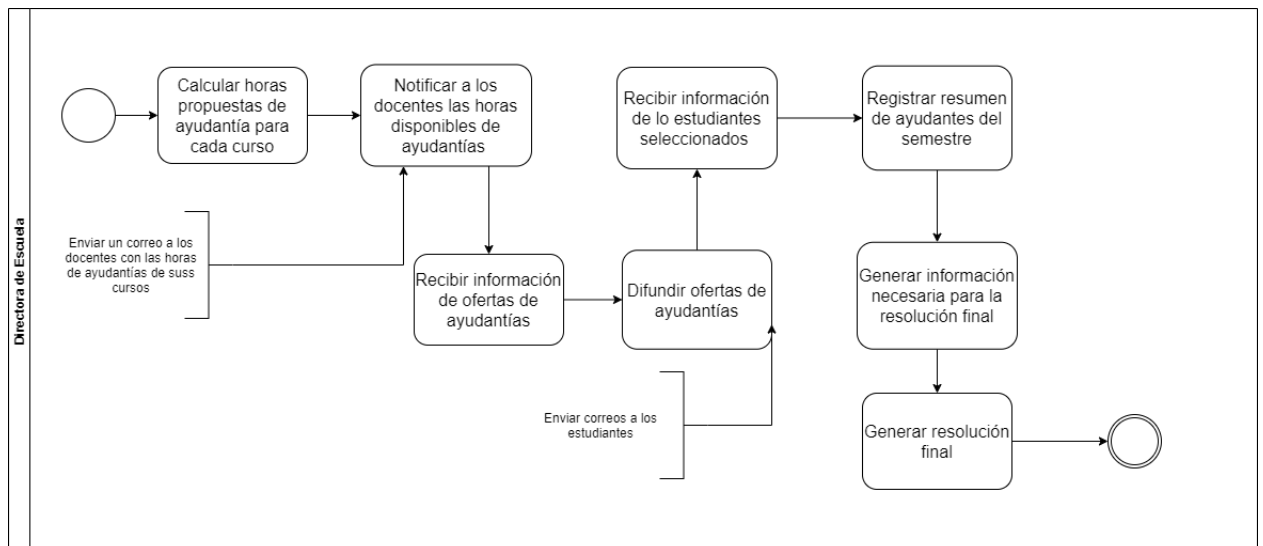 Directora de Escuela
Calcular horas
propuestas de
ayudantía para
cada curso
Notificar a los
docentes las horas
disponibles de
ayudantías
Enviar un correo a los
docentes con las horas
de ayudantías de suss
cursos
Recibir información
de ofertas de
ayudantías
Difundir ofertas de
ayudantías
Enviar correos a los
estudiantes
Recibir información
de lo estudiantes
seleccionados
Registrar resumen
de ayudantes del
semestre
Generar información
necesaria para la
resolución final
Generar resolución
final